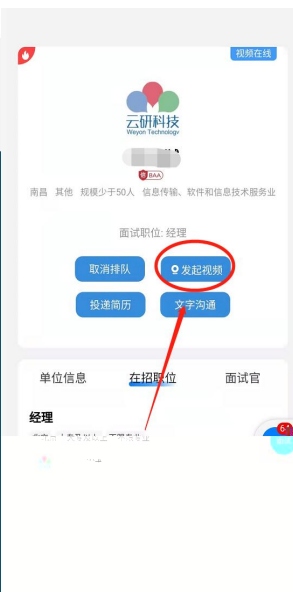 视频在线
云研科技
Weyon Technology
BAA
南昌 其他 规模少于50人 信息传输、软件和信息技术服务业
面试职位: 经理
取消排队
发起视频
投递简历
文字沟通
单位信息
在招职位
面试官
经理